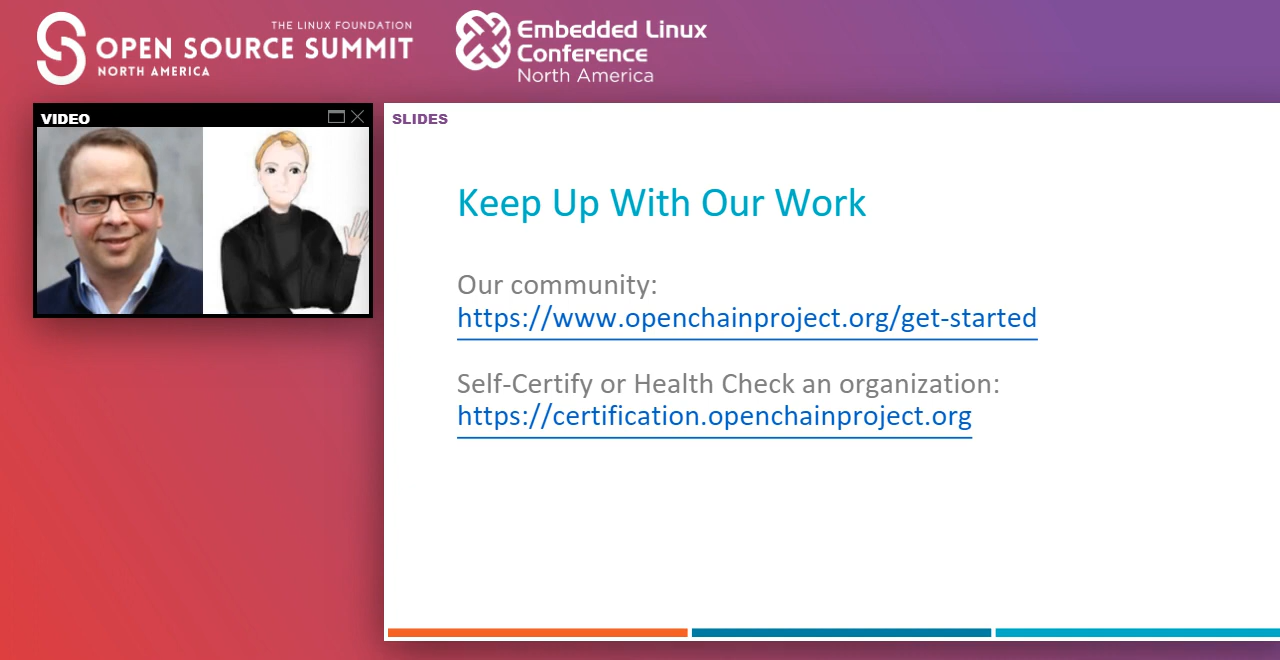 THE LINUX FOUNDATION
OPEN SOURCE SUMMIT
NORTH AMERICA
Embedded Linux
Conference
North America
VIDEO
SLIDES
Keep Up With Our Work
Our community:
https://www.openchainproject.org/get-started
Self-Certify or Health Check an organization:
https://certification.openchainproject.org